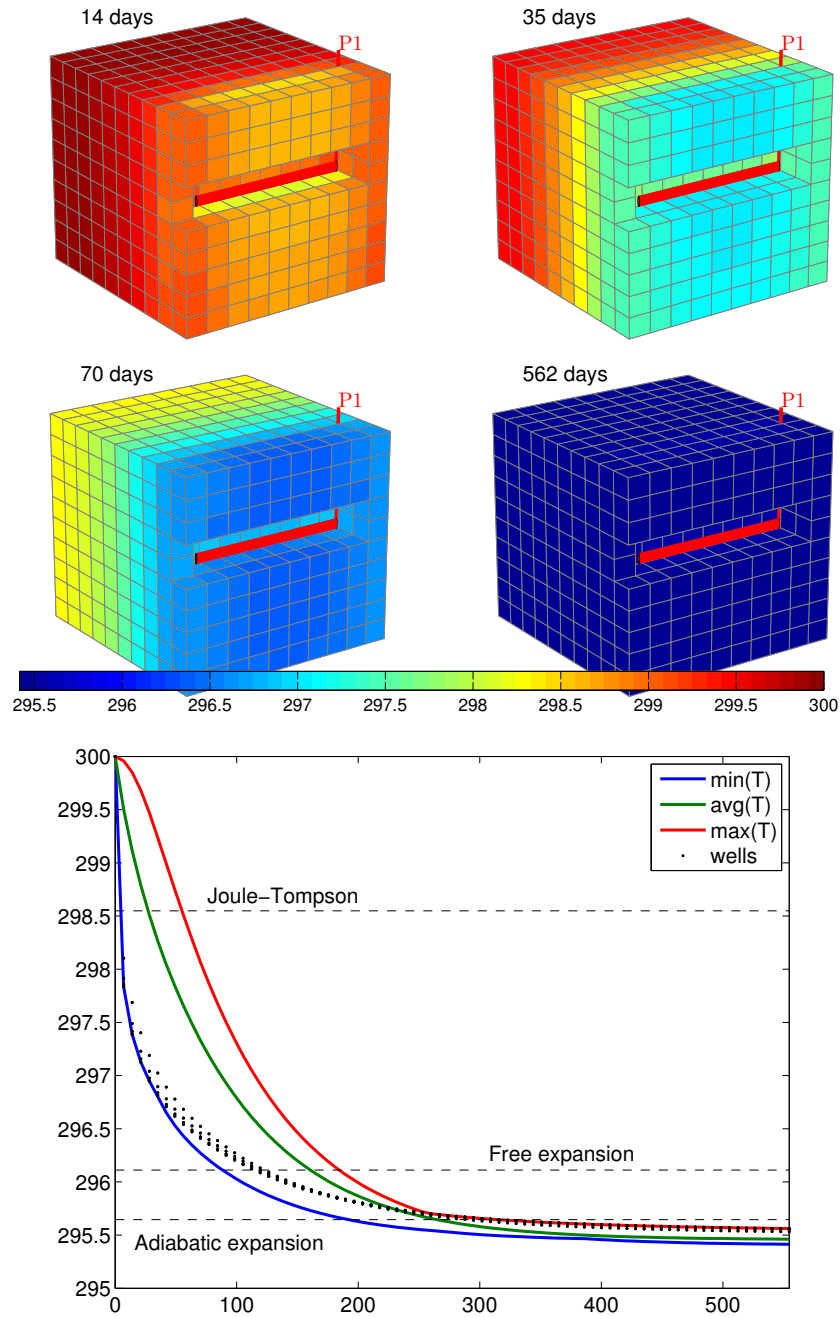 14 days
35 days
P1
P1
70 days
562 days
P1
P1
295.5 296 296.5 297 297.5 298 298.5 299 299.5 300
300
299.5
299
298.5
298
297.5
297
296.5
296
295.5
295
min(T)
avg(T)
max(T)
wells
Joule−Tompson
Free expansion
Adiabatic expansion
0 100 200 300 400 500